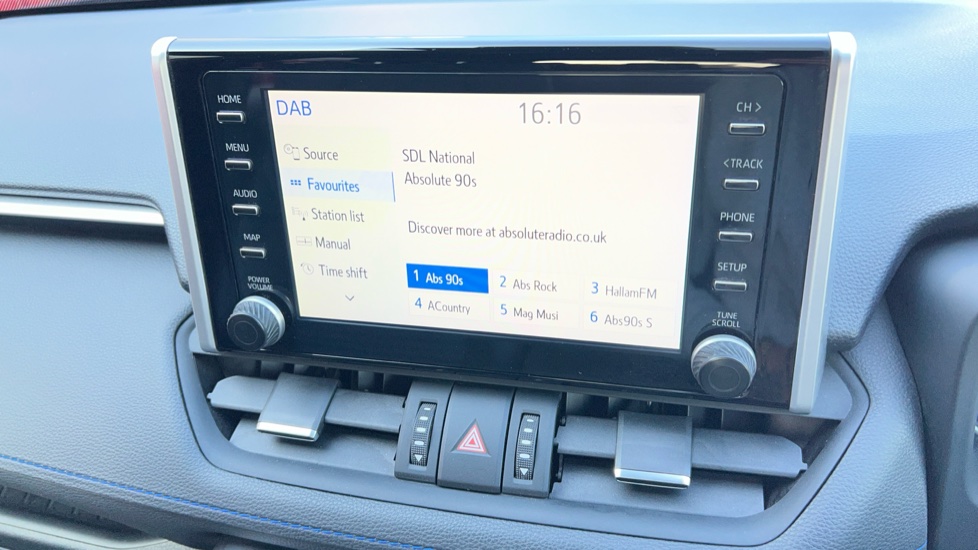 HOME
MENU
AUDIO
MAP
POWER
VOLUME
DAB
16:16
Source
Favourites
Station list
Manual
Time shift
SDL National
Absolute 90s
Discover more at absoluteradio.co.uk
1 Abs 90s
2 Abs Rock
3 HallamFM
4 ACountry
5 Mag Musi
6 Abs90s S
CH >
< TRACK
PHONE
SETUP
TUNE
SCROLL